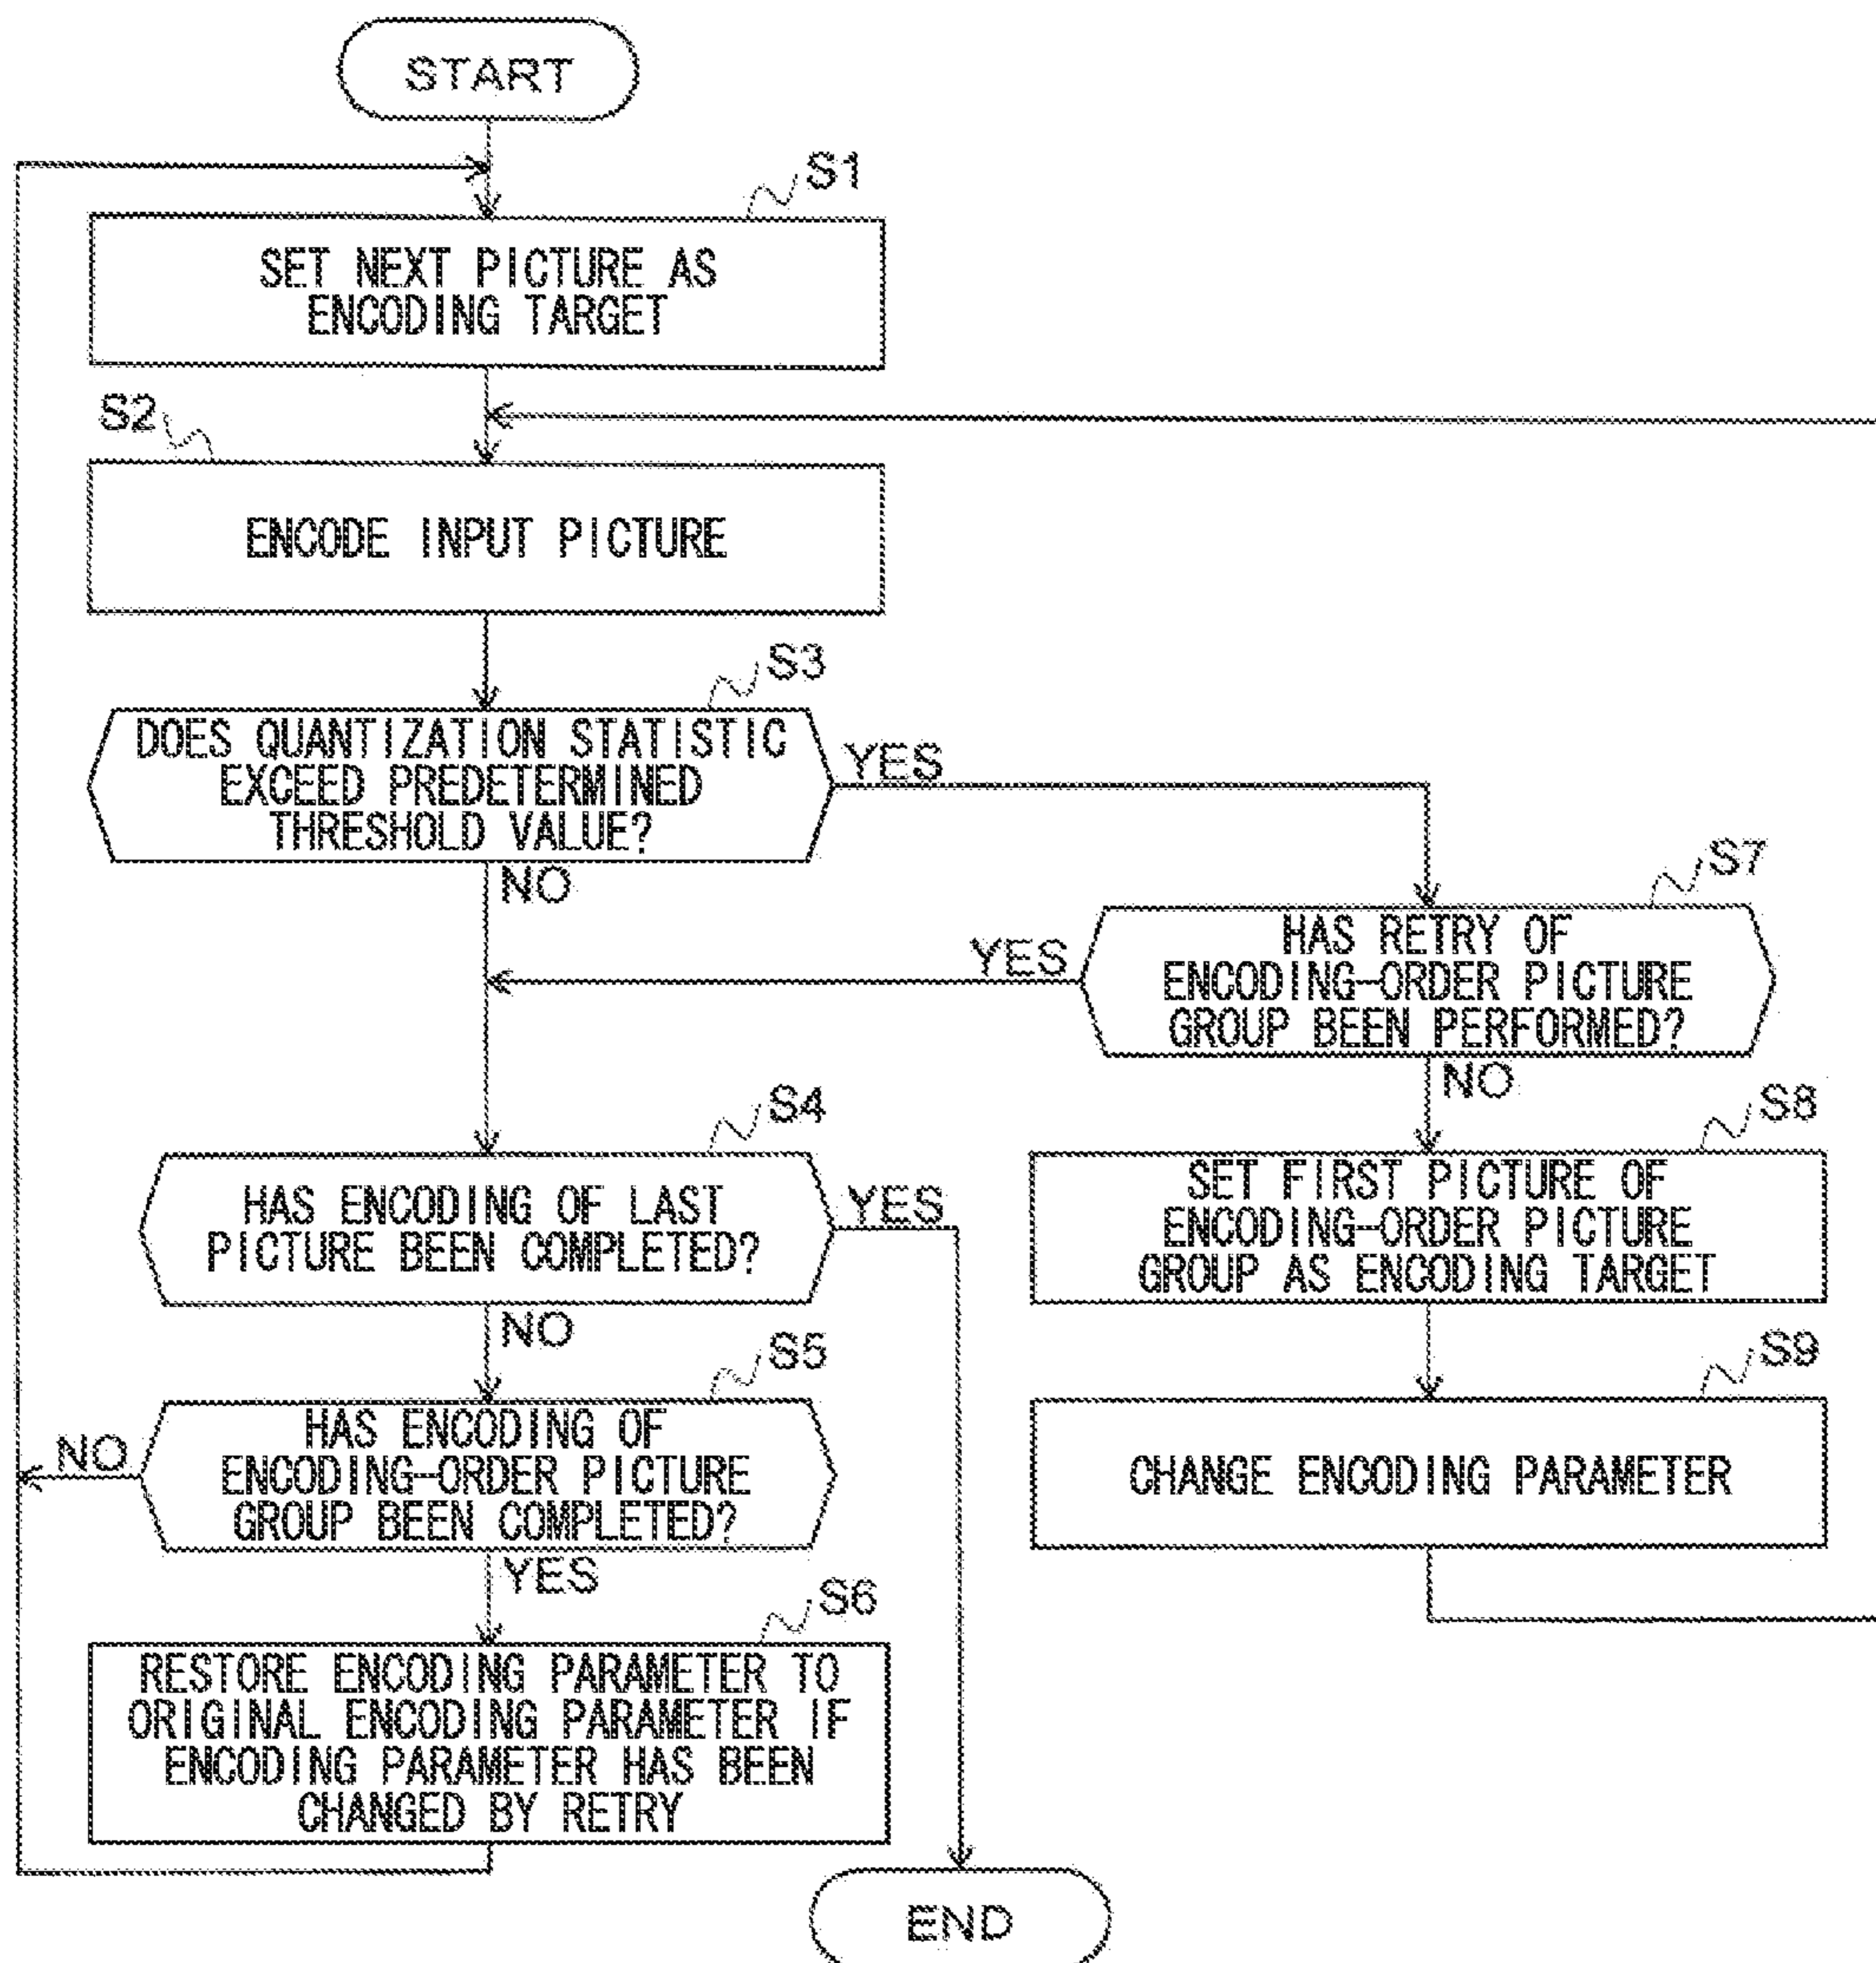 START
S1
SET NEXT PICTURE AS
ENCODING TARGET
S2
ENCODE INPUT PICTURE
S3
DOES QUANTIZATION STATISTIC
EXCEED PREDETERMINED
THRESHOLD VALUE?
YES
NO
S7
HAS RETRY OF
ENCODING-ORDER PICTURE
GROUP BEEN PERFORMED?
YES
NO
S4
HAS ENCODING OF LAST
PICTURE BEEN COMPLETED?
YES
NO
S8
SET FIRST PICTURE OF
ENCODING-ORDER PICTURE
GROUP AS ENCODING TARGET
S5
HAS ENCODING OF
ENCODING-ORDER PICTURE
GROUP BEEN COMPLETED?
NO
YES
S9
CHANGE ENCODING PARAMETER
S6
RESTORE ENCODING PARAMETER TO
ORIGINAL ENCODING PARAMETER IF
ENCODING PARAMETER HAS BEEN
CHANGED BY RETRY
END